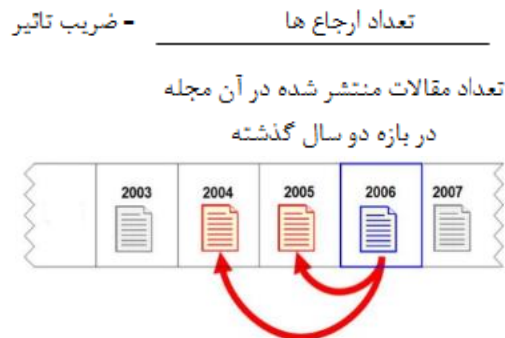 ضریب تاثیر - تعداد ارجاع ها
تعداد مقالات منتشر شده در آن مجله
در بازه دو سال گذشته
2003 2004 2005 2006 2007